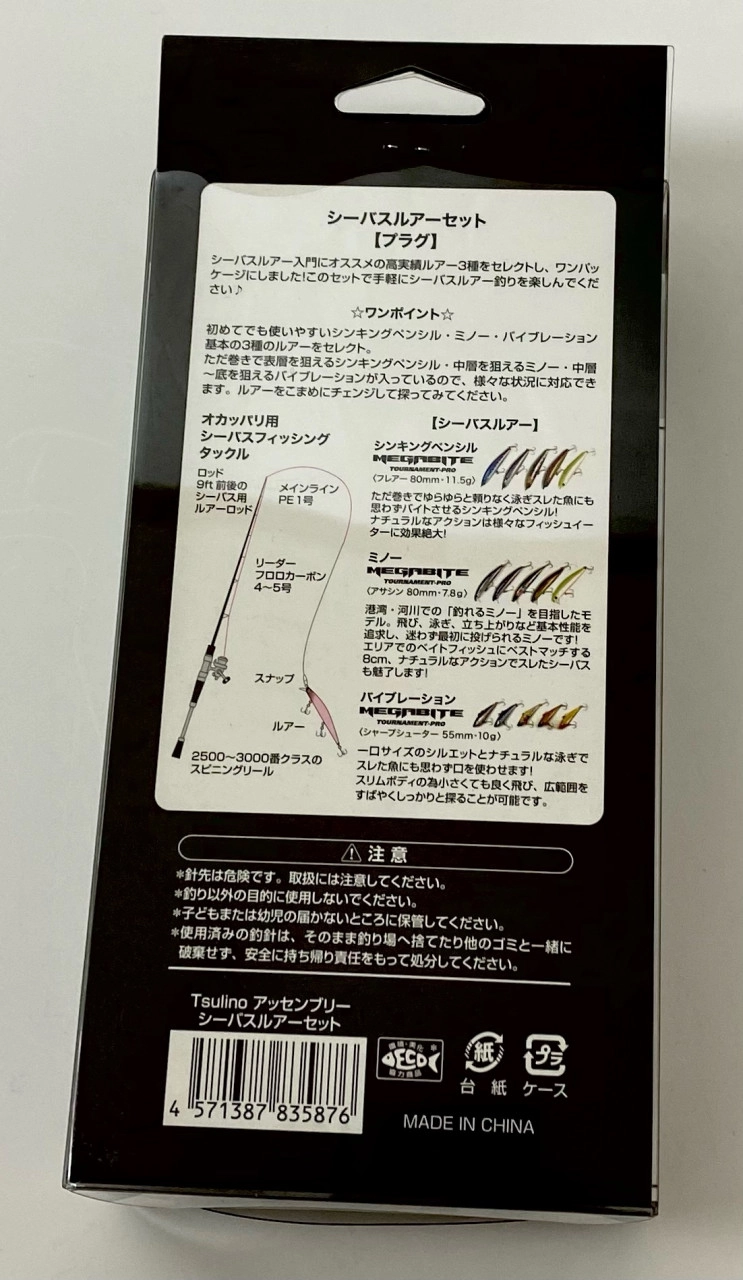 シーバスルアーセット
【プラグ】
シーバスルアー入門にオススメの高実績ルアー3種をセレクトし、ワンパッ
ケージにしました!このセットで手軽にシーバスルアー釣りを楽しんでくだ
さい♪
☆ワンポイント☆
初めてでも使いやすいシンキングペンシル・ミノー・バイブレーション
基本の3種のルアーをセレクト。
ただ巻きで表層を狙えるシンキングペンシル・中層を狙えるミノー・中層
～底を狙えるバイブレーションが入っているので、様々な状況に対応でき
ます。ルアーをこまめにチェンジして探ってみてください。
オカッパリ用
シーバスフィッシング
タックル
ロッド
9ft 前後の
シーバス用
ルアーロッド
メインライン
PE1号
リーダー
フロロカーボン
4～5号
スナップ
ルアー
2500～3000番クラスの
スピニングリール
【シーバスルアー】
シンキングペンシル
MEGABITE
TOURNAMENT-PRO
〈フレアー 80mm・11.5g〉
ただ巻きでゆらゆらと頼りなく泳ぎスレた魚にも
思わずバイトさせるシンキングペンシル!
ナチュラルなアクションは様々なフィッシュイー
ターに効果絶大!
ミノー
MEGABITE
TOURNAMENT-PRO
〈アサシン 80mm・7.8g〉
港湾・河川での「釣れるミノー」を目指したモ
デル。飛び、泳ぎ、立ち上がりなど基本性能を
追求し、迷わず最初に投げられるミノーです!
エリアでのベイトフィッシュにベストマッチする
8cm、ナチュラルなアクションでスレたシーバス
も魅了します!
バイブレーション
MEGABITE
TOURNAMENT-PRO
〈シャープシューター 55mm・10g〉
一口サイズのシルエットとナチュラルな泳ぎで
スレた魚にも思わず口を使わせます!
スリムボディの為小さくても良く飛び、広範囲を
すばやくしっかりと探ることが可能です。
注意
*針先は危険です。取扱には注意してください。
*釣り以外の目的に使用しないでください。
*子どもまたは幼児の届かないところに保管してください。
*使用済みの釣針は、そのまま釣り場へ捨てたり他のゴミと一緒に
破棄せず、安全に持ち帰り責任をもって処分してください。
Tsulino アッセンブリー
シーバスルアーセット
4 571387 835876
環境・美化
ECO
協力商品
紙
台紙
プラ
ケース
MADE IN CHINA